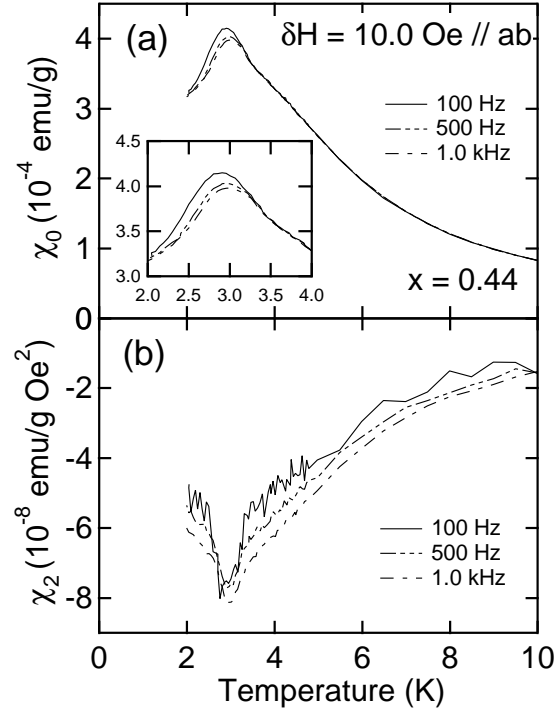 (a)
δH = 10.0 Oe // ab
100 Hz
500 Hz
1.0 kHz
x = 0.44
χ0 (10-4 emu/g)
4
3
2
1
0
4.5
4.0
3.5
3.0
2.0 2.5 3.0 3.5 4.0
(b)
100 Hz
500 Hz
1.0 kHz
χ2 (10-8 emu/g Oe2)
-2
-4
-6
-8
0 2 4 6 8 10
Temperature (K)